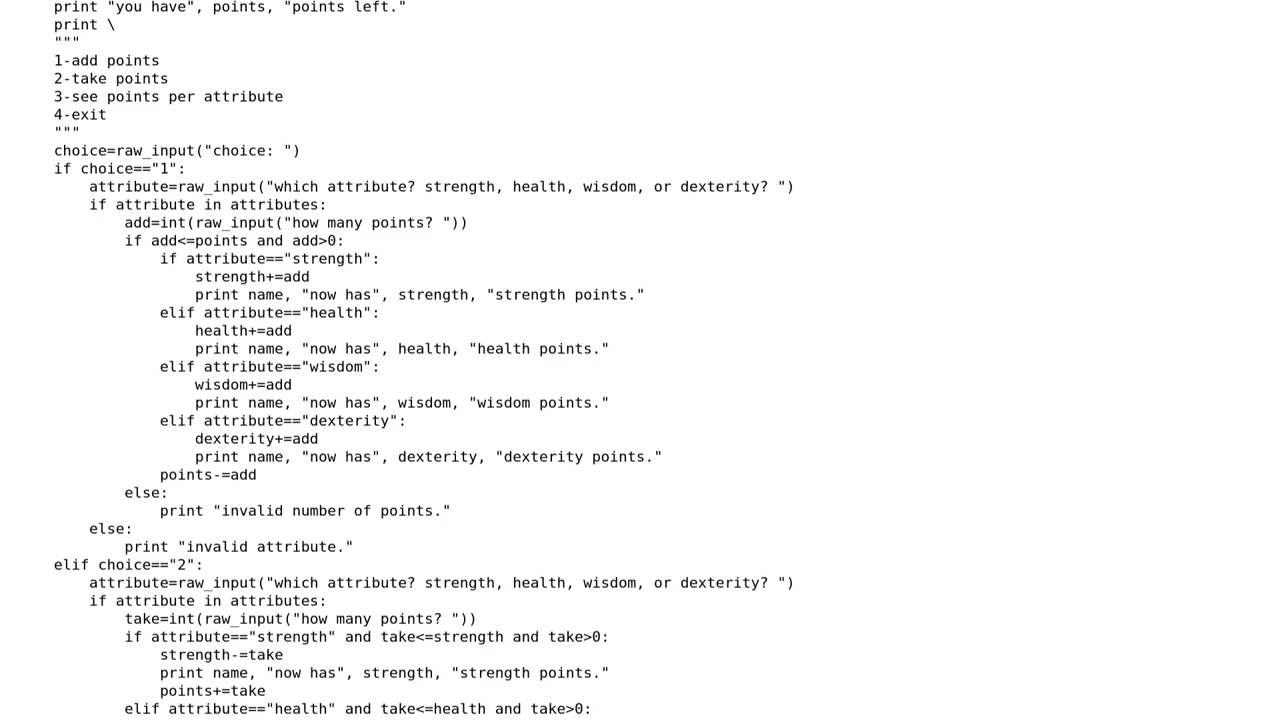 print "you have", points, "points left."
print \
"""
1-add points
2-take points
3-see points per attribute
4-exit
"""
choice=raw_input("choice: ")
if choice=="1":
    attribute=raw_input("which attribute? strength, health, wisdom, or dexterity? ")
    if attribute in attributes:
        add=int(raw_input("how many points? "))
        if add<=points and add>0:
            if attribute=="strength":
                strength+=add
                print name, "now has", strength, "strength points."
            elif attribute=="health":
                health+=add
                print name, "now has", health, "health points."
            elif attribute=="wisdom":
                wisdom+=add
                print name, "now has", wisdom, "wisdom points."
            elif attribute=="dexterity":
                dexterity+=add
                print name, "now has", dexterity, "dexterity points."
            points-=add
        else:
            print "invalid number of points."
    else:
        print "invalid attribute."
elif choice=="2":
    attribute=raw_input("which attribute? strength, health, wisdom, or dexterity? ")
    if attribute in attributes:
        take=int(raw_input("how many points? "))
        if attribute=="strength" and take<=strength and take>0:
            strength-=take
            print name, "now has", strength, "strength points."
            points+=take
        elif attribute=="health" and take<=health and take>0: